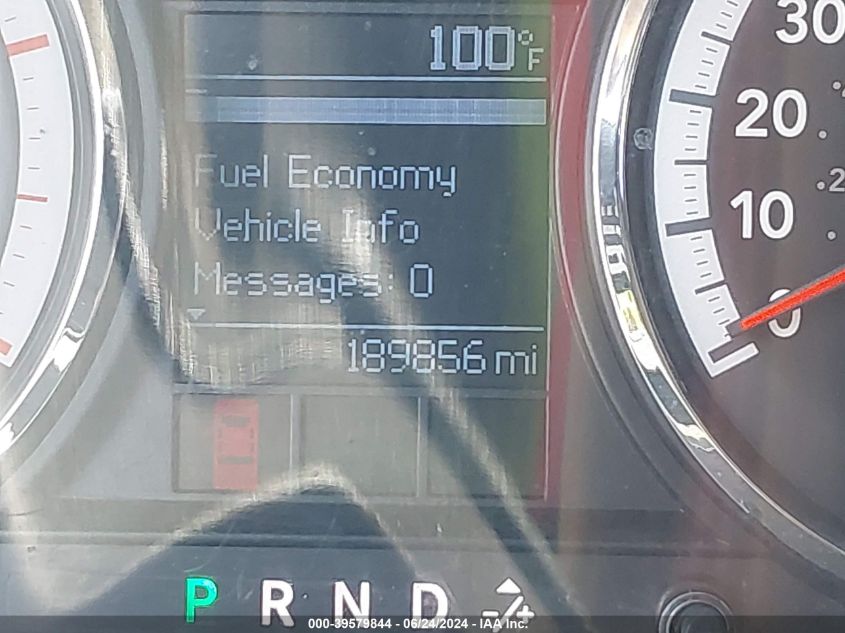 100°F
Fuel Economy
Vehicle Info
Messages: 0
189856 mi
30
20
10
0
P R N D -/+
000-39579844 - 06/24/2024 - IAA Inc.